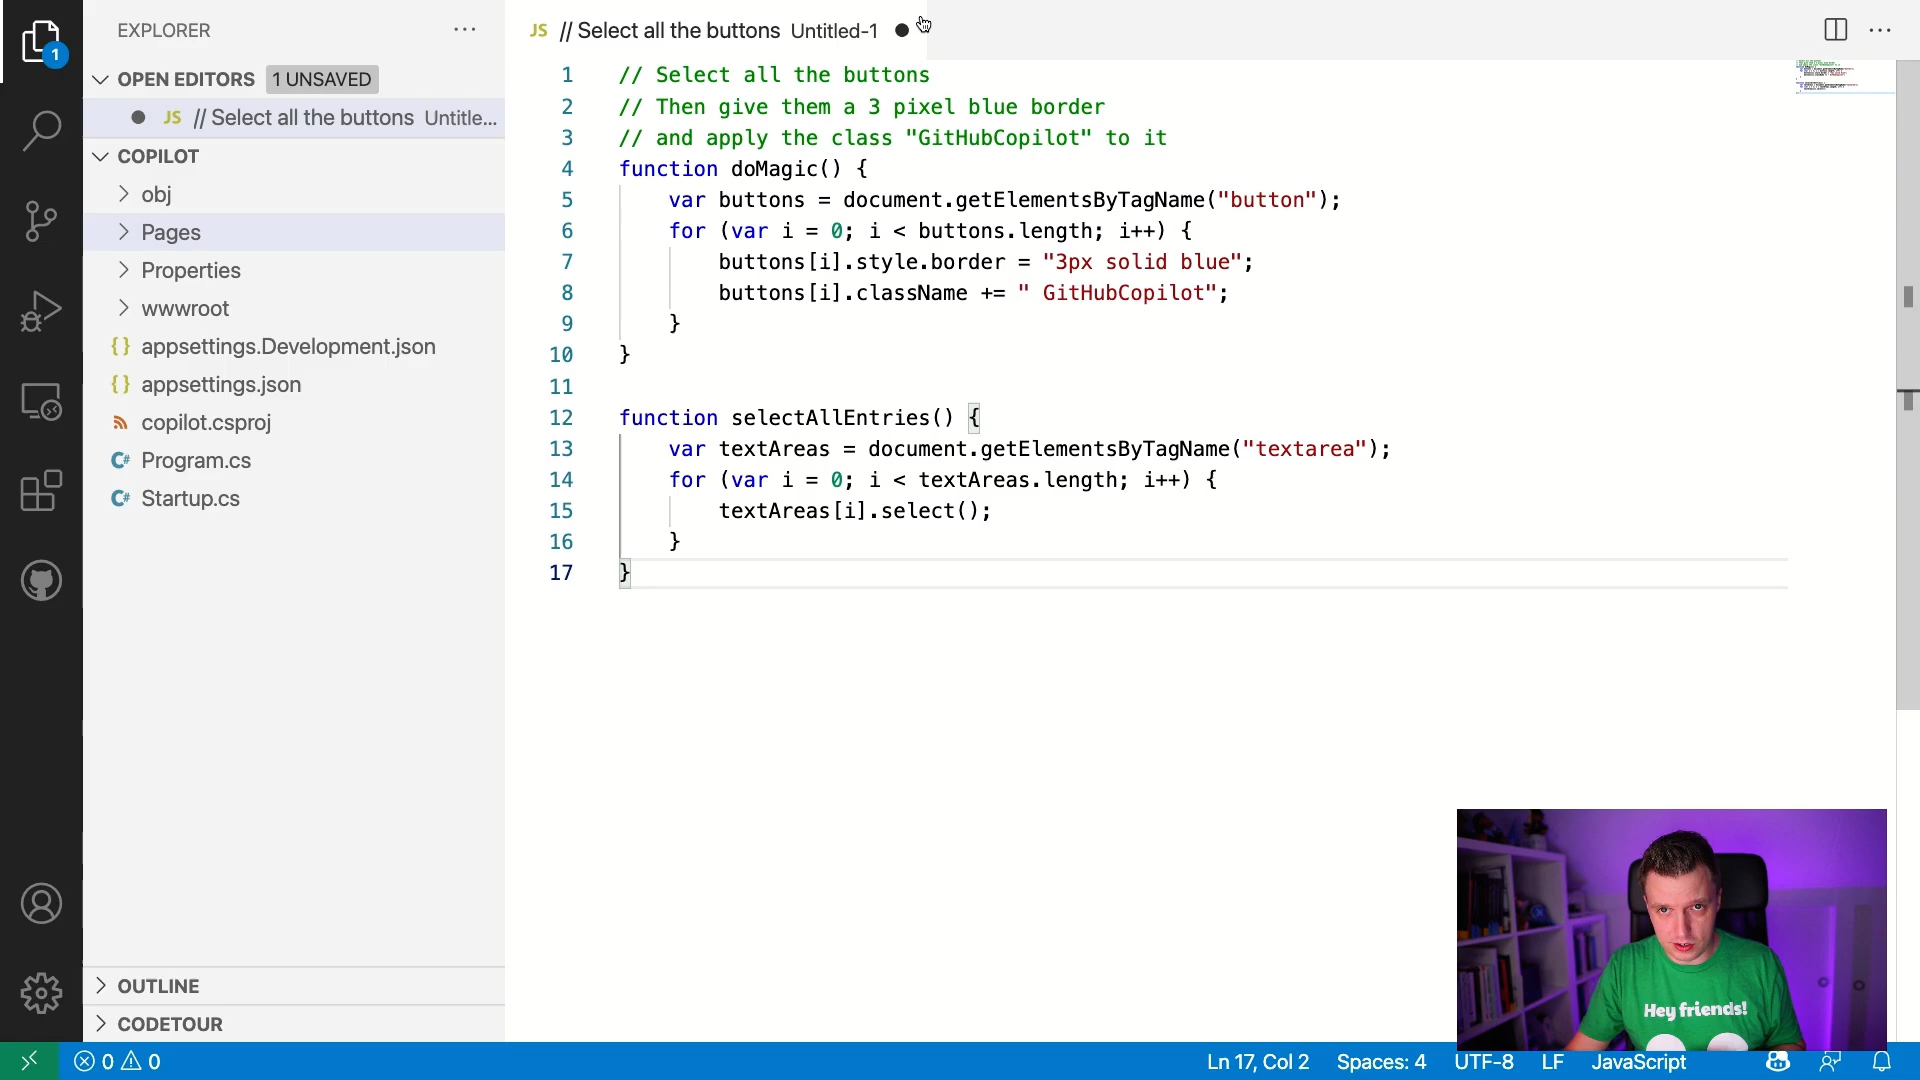 1
EXPLORER
OPEN EDITORS 1 UNSAVED
JS // Select all the buttons Untitle...
COPILOT
obj
Pages
Properties
wwwroot
{} appsettings.Development.json
{} appsettings.json
copilot.csproj
C# Program.cs
C# Startup.cs
OUTLINE
CODETOUR
JS // Select all the buttons Untitled-1
1 // Select all the buttons
2 // Then give them a 3 pixel blue border
3 // and apply the class "GitHubCopilot" to it
4 function doMagic() {
5 var buttons = document.getElementsByTagName("button");
6 for (var i = 0; i < buttons.length; i++) {
7 buttons[i].style.border = "3px solid blue";
8 buttons[i].className += " GitHubCopilot";
9 }
10 }
11
12 function selectAllEntries() {
13 var textAreas = document.getElementsByTagName("textarea");
14 for (var i = 0; i < textAreas.length; i++) {
15 textAreas[i].select();
16 }
17 }
Hey friends!
0 0
Ln 17, Col 2 Spaces: 4 UTF-8 LF JavaScript